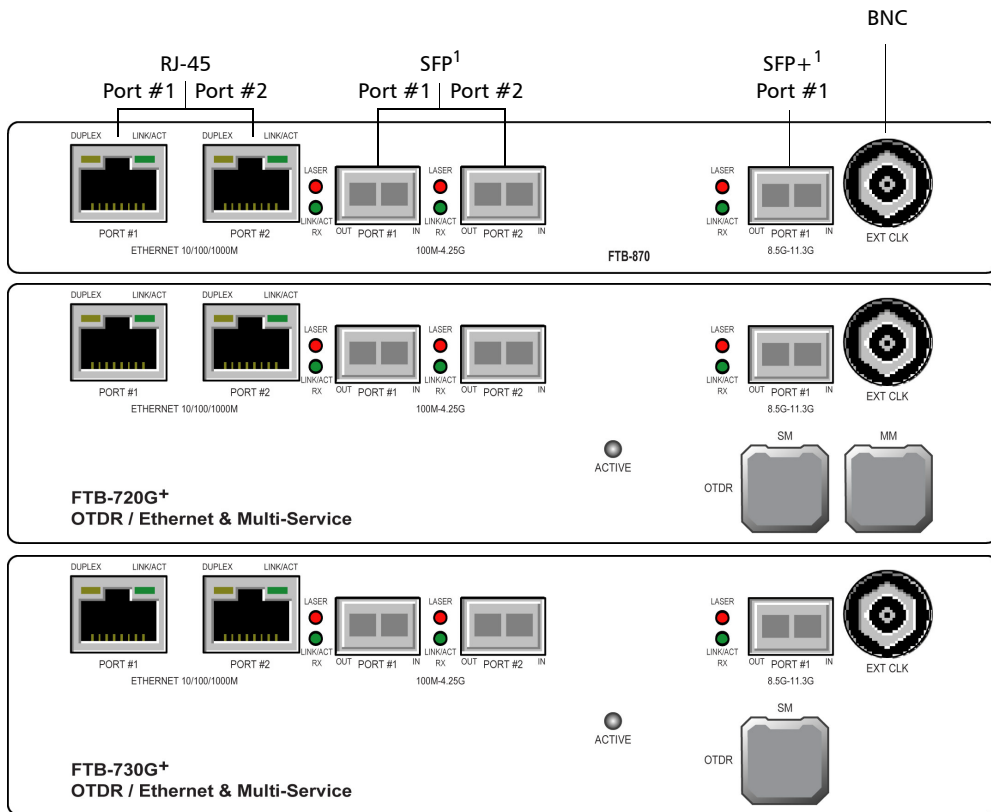 BNC
RJ-45 SFP1 SFP+1
Port #1 Port #2 Port #1 Port #2 Port #1
DUPLEX LINK/ACT DUPLEX LINK/ACT
LASER LASER LASER
LINK/ACT LINK/ACT LINK/ACT
RX OUT PORT #1 IN RX OUT PORT #2 IN RX OUT PORT #1 IN
PORT #1 PORT #2 EXT CLK
ETHERNET 10/100/1000M 100M-4.25G FTB-870 8.5G-11.3G
DUPLEX LINK/ACT DUPLEX LINK/ACT
LASER LASER LASER
LINK/ACT LINK/ACT LINK/ACT
RX OUT PORT #1 IN RX OUT PORT #2 IN RX OUT PORT #1 IN
PORT #1 PORT #2 EXT CLK
ETHERNET 10/100/1000M 100M-4.25G 8.5G-11.3G
SM MM
ACTIVE
OTDR
FTB-720G+
OTDR / Ethernet & Multi-Service
DUPLEX LINK/ACT DUPLEX LINK/ACT
LASER LASER LASER
LINK/ACT LINK/ACT LINK/ACT
RX OUT PORT #1 IN RX OUT PORT #2 IN RX OUT PORT #1 IN
PORT #1 PORT #2 EXT CLK
ETHERNET 10/100/1000M 100M-4.25G 8.5G-11.3G
SM
ACTIVE
OTDR
FTB-730G+
OTDR / Ethernet & Multi-Service